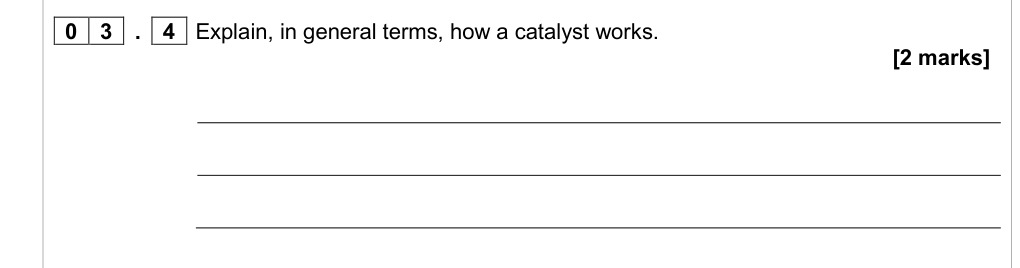 0 3 . 4 Explain, in general terms, how a catalyst works.
[2 marks]